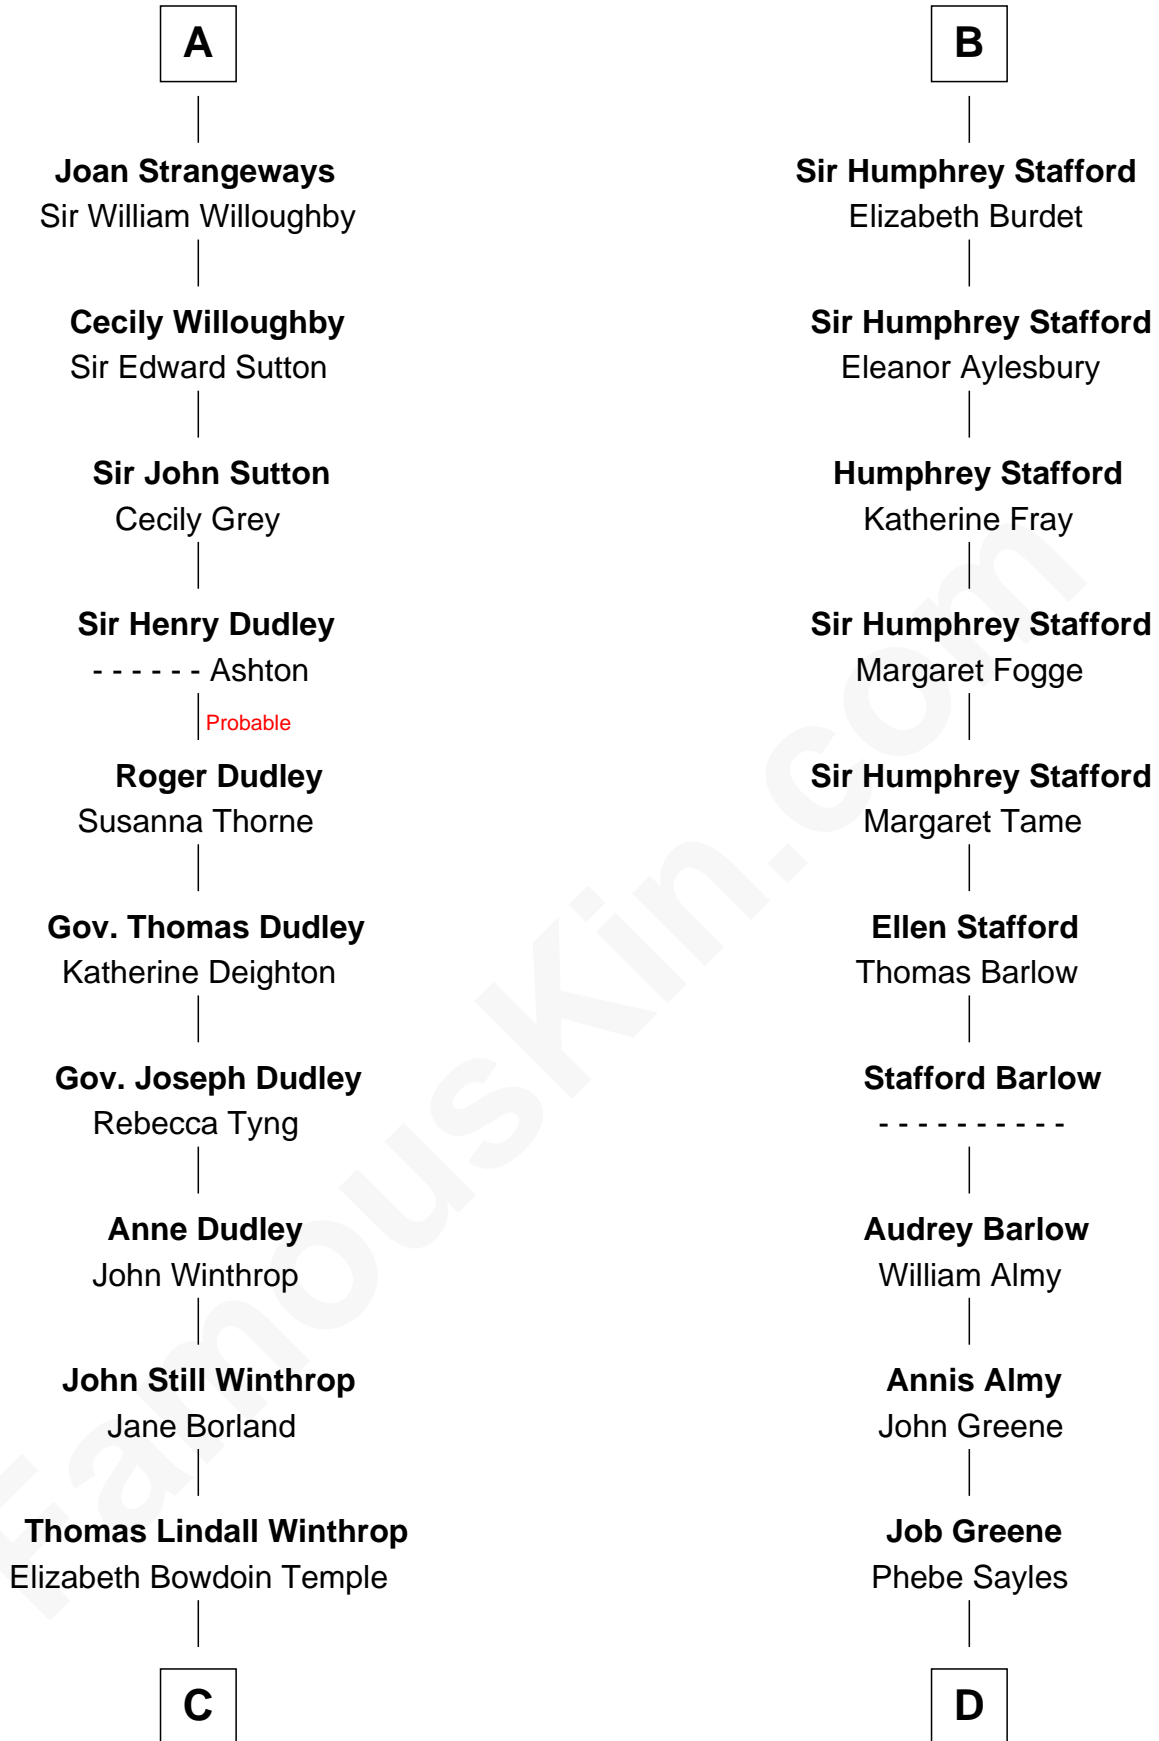 A
Joan Strangeways
Sir William Willoughby
Cecily Willoughby
Sir Edward Sutton
Sir John Sutton
Cecily Grey
Sir Henry Dudley
- - - - - - Ashton
Probable
Roger Dudley
Susanna Thorne
Gov. Thomas Dudley
Katherine Deighton
Gov. Joseph Dudley
Rebecca Tyng
Anne Dudley
John Winthrop
John Still Winthrop
Jane Borland
Thomas Lindall Winthrop
Elizabeth Bowdoin Temple
C
B
Sir Humphrey Stafford
Elizabeth Burdet
Sir Humphrey Stafford
Eleanor Aylesbury
Humphrey Stafford
Katherine Fray
Sir Humphrey Stafford
Margaret Fogge
Sir Humphrey Stafford
Margaret Tame
Ellen Stafford
Thomas Barlow
Stafford Barlow
- - - - - - - - - -
Audrey Barlow
William Almy
Annis Almy
John Greene
Job Greene
Phebe Sayles
D
FamousKin.com